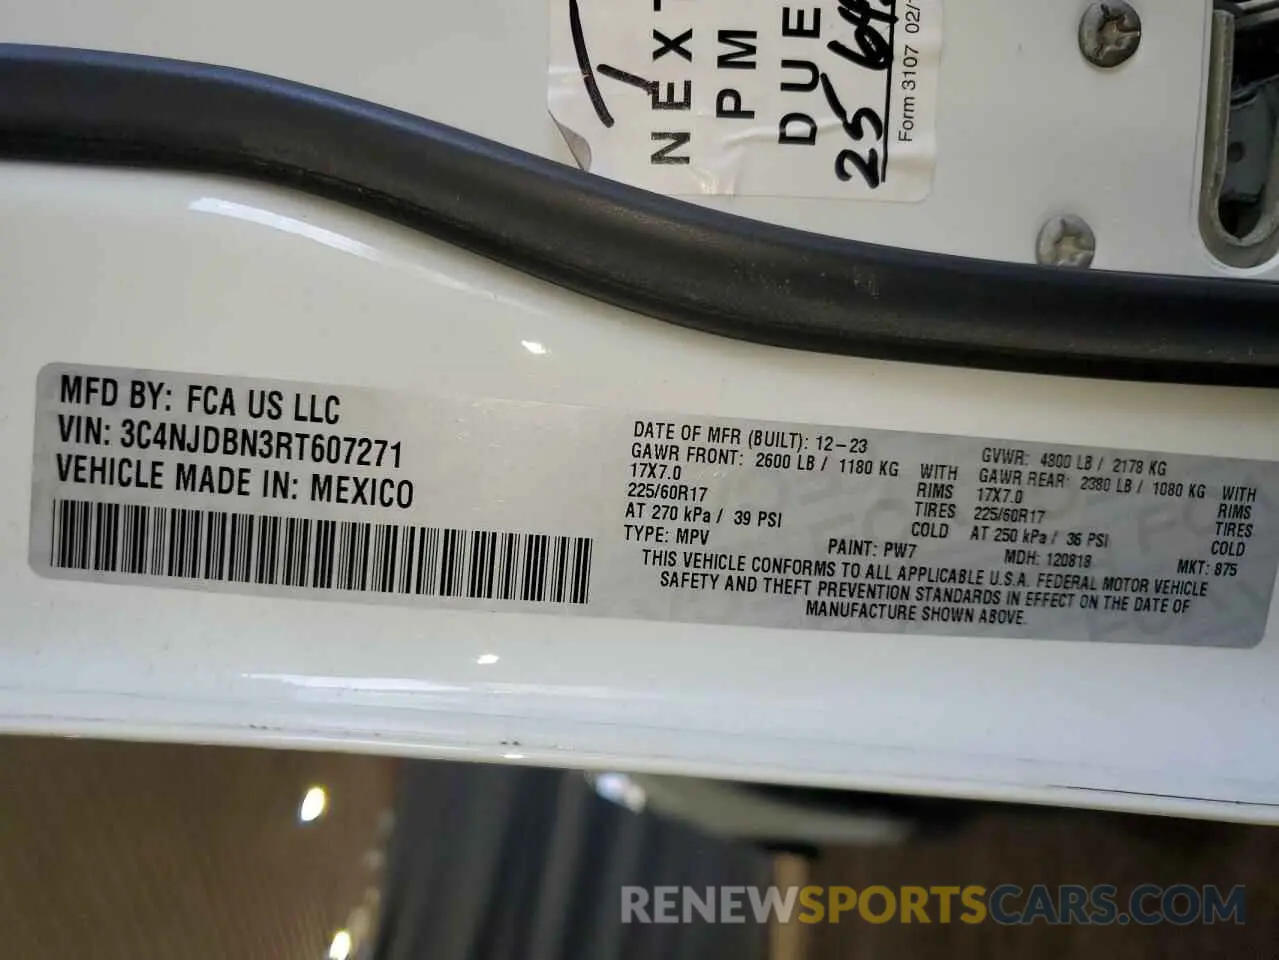 NEXT
PM
DUE
25
Form 3107 02/
MFD BY: FCA US LLC
VIN: 3C4NJDBN3RT607271
VEHICLE MADE IN: MEXICO
DATE OF MFR (BUILT): 12-23
GAWR FRONT: 2600 LB / 1180 KG WITH
17X7.0 RIMS
225/60R17 TIRES
AT 270 kPa / 39 PSI COLD
GVWR: 4800 LB / 2178 KG
GAWR REAR: 2380 LB / 1080 KG WITH
17X7.0 RIMS
225/60R17 TIRES
AT 250 kPa / 36 PSI COLD
TYPE: MPV PAINT: PW7 MDH: 120818 MKT: 875
THIS VEHICLE CONFORMS TO ALL APPLICABLE U.S.A. FEDERAL MOTOR VEHICLE
SAFETY AND THEFT PREVENTION STANDARDS IN EFFECT ON THE DATE OF
MANUFACTURE SHOWN ABOVE.
RENEWSPORTSCARS.COM